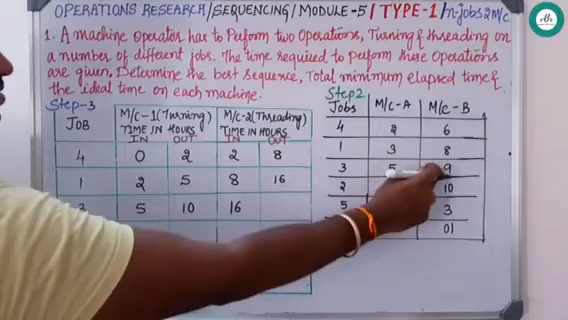 OPERATIONS RESEARCH/SEQUENCING/MODULE-5/TYPE-1/n-jobs2M/c
1. A machine operator has to Perform two Operations, Turning & threading on
a number of different jobs. The time required to perform these Operations
are given, Determine the best sequence, Total minimum elapsed time &
the ideal time on each machine.
Step-3
JOB M/C-1(Turning) TIME IN HOURS M/C-2(Threading) TIME IN HOURS
IN OUT IN OUT
4 0 2 2 8
1 2 5 8 16
3 5 10 16
Step2
Jobs M/C-A M/C-B
4 2 6
1 3 8
3 5 9
2 10
5 3
01